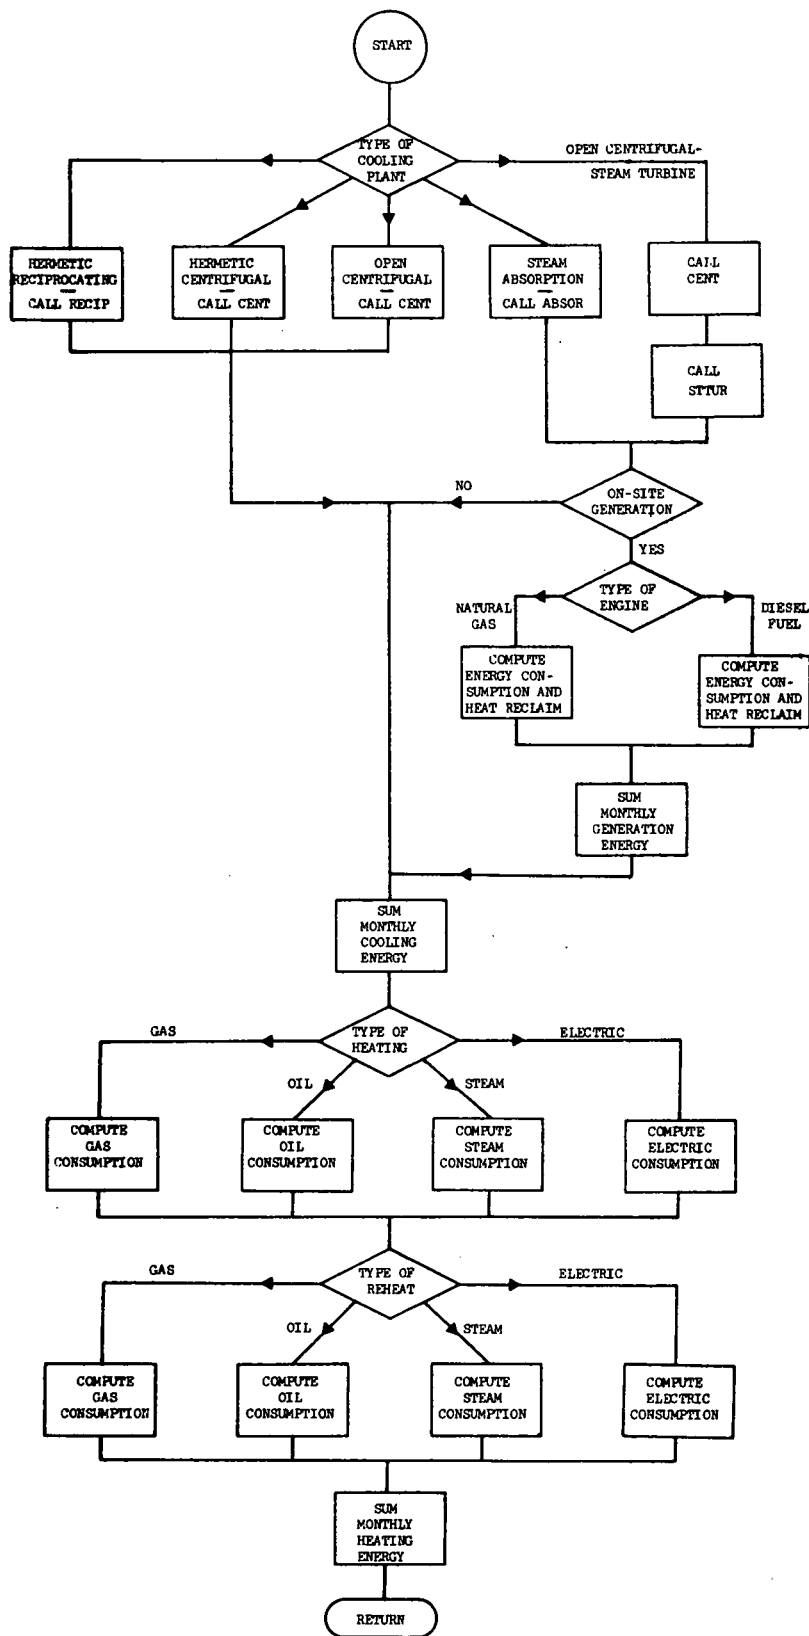 START
TYPE OF
COOLING
PLANT
OPEN CENTRIFUGAL-
STEAM TURBINE
HERMETIC
RECIPROCATING
—
CALL RECIP
HERMETIC
CENTRIFUGAL
—
CALL CENT
OPEN
CENTRIFUGAL
—
CALL CENT
STEAM
ABSORPTION
—
CALL ABSOR
CALL
CENT
CALL
STTUR
NO
ON-SITE
GENERATION
YES
TYPE OF
ENGINE
NATURAL
GAS
DIESEL
FUEL
COMPUTE
ENERGY CON-
SUMPTION AND
HEAT RECLAIM
COMPUTE
ENERGY CON-
SUMPTION AND
HEAT RECLAIM
SUM
MONTHLY
GENERATION
ENERGY
SUM
MONTHLY
COOLING
ENERGY
GAS
TYPE OF
HEATING
ELECTRIC
OIL
STEAM
COMPUTE
GAS
CONSUMPTION
COMPUTE
OIL
CONSUMPTION
COMPUTE
STEAM
CONSUMPTION
COMPUTE
ELECTRIC
CONSUMPTION
GAS
TYPE OF
REHEAT
ELECTRIC
OIL
STEAM
COMPUTE
GAS
CONSUMPTION
COMPUTE
OIL
CONSUMPTION
COMPUTE
STEAM
CONSUMPTION
COMPUTE
ELECTRIC
CONSUMPTION
SUM
MONTHLY
HEATING
ENERGY
RETURN